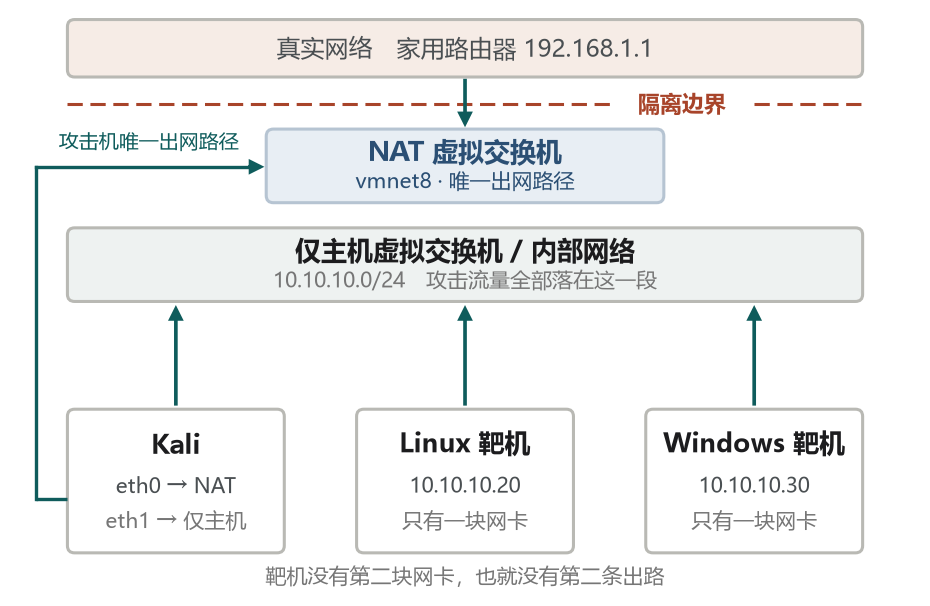 真实网络 家用路由器 192.168.1.1
隔离边界
攻击机唯一出网路径
NAT 虚拟交换机
vmnet8 · 唯一出网路径
仅主机虚拟交换机 / 内部网络
10.10.10.0/24 攻击流量全部落在这一段
Kali
eth0 → NAT
eth1 → 仅主机
Linux 靶机
10.10.10.20
只有一块网卡
Windows 靶机
10.10.10.30
只有一块网卡
靶机没有第二块网卡，也就没有第二条出路